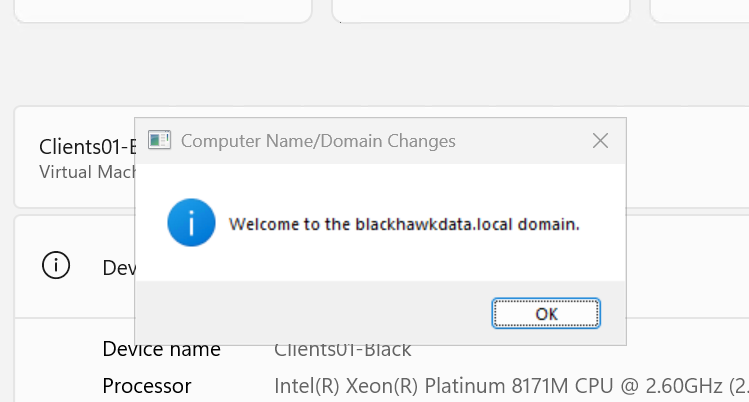 Computer Name/Domain Changes
Clients01-B
Virtual Mach
Welcome to the blackhawkdata.local domain.
Dev
OK
Device name Clients01-Black
Processor Intel(R) Xeon(R) Platinum 8171M CPU @ 2.60GHz (2.